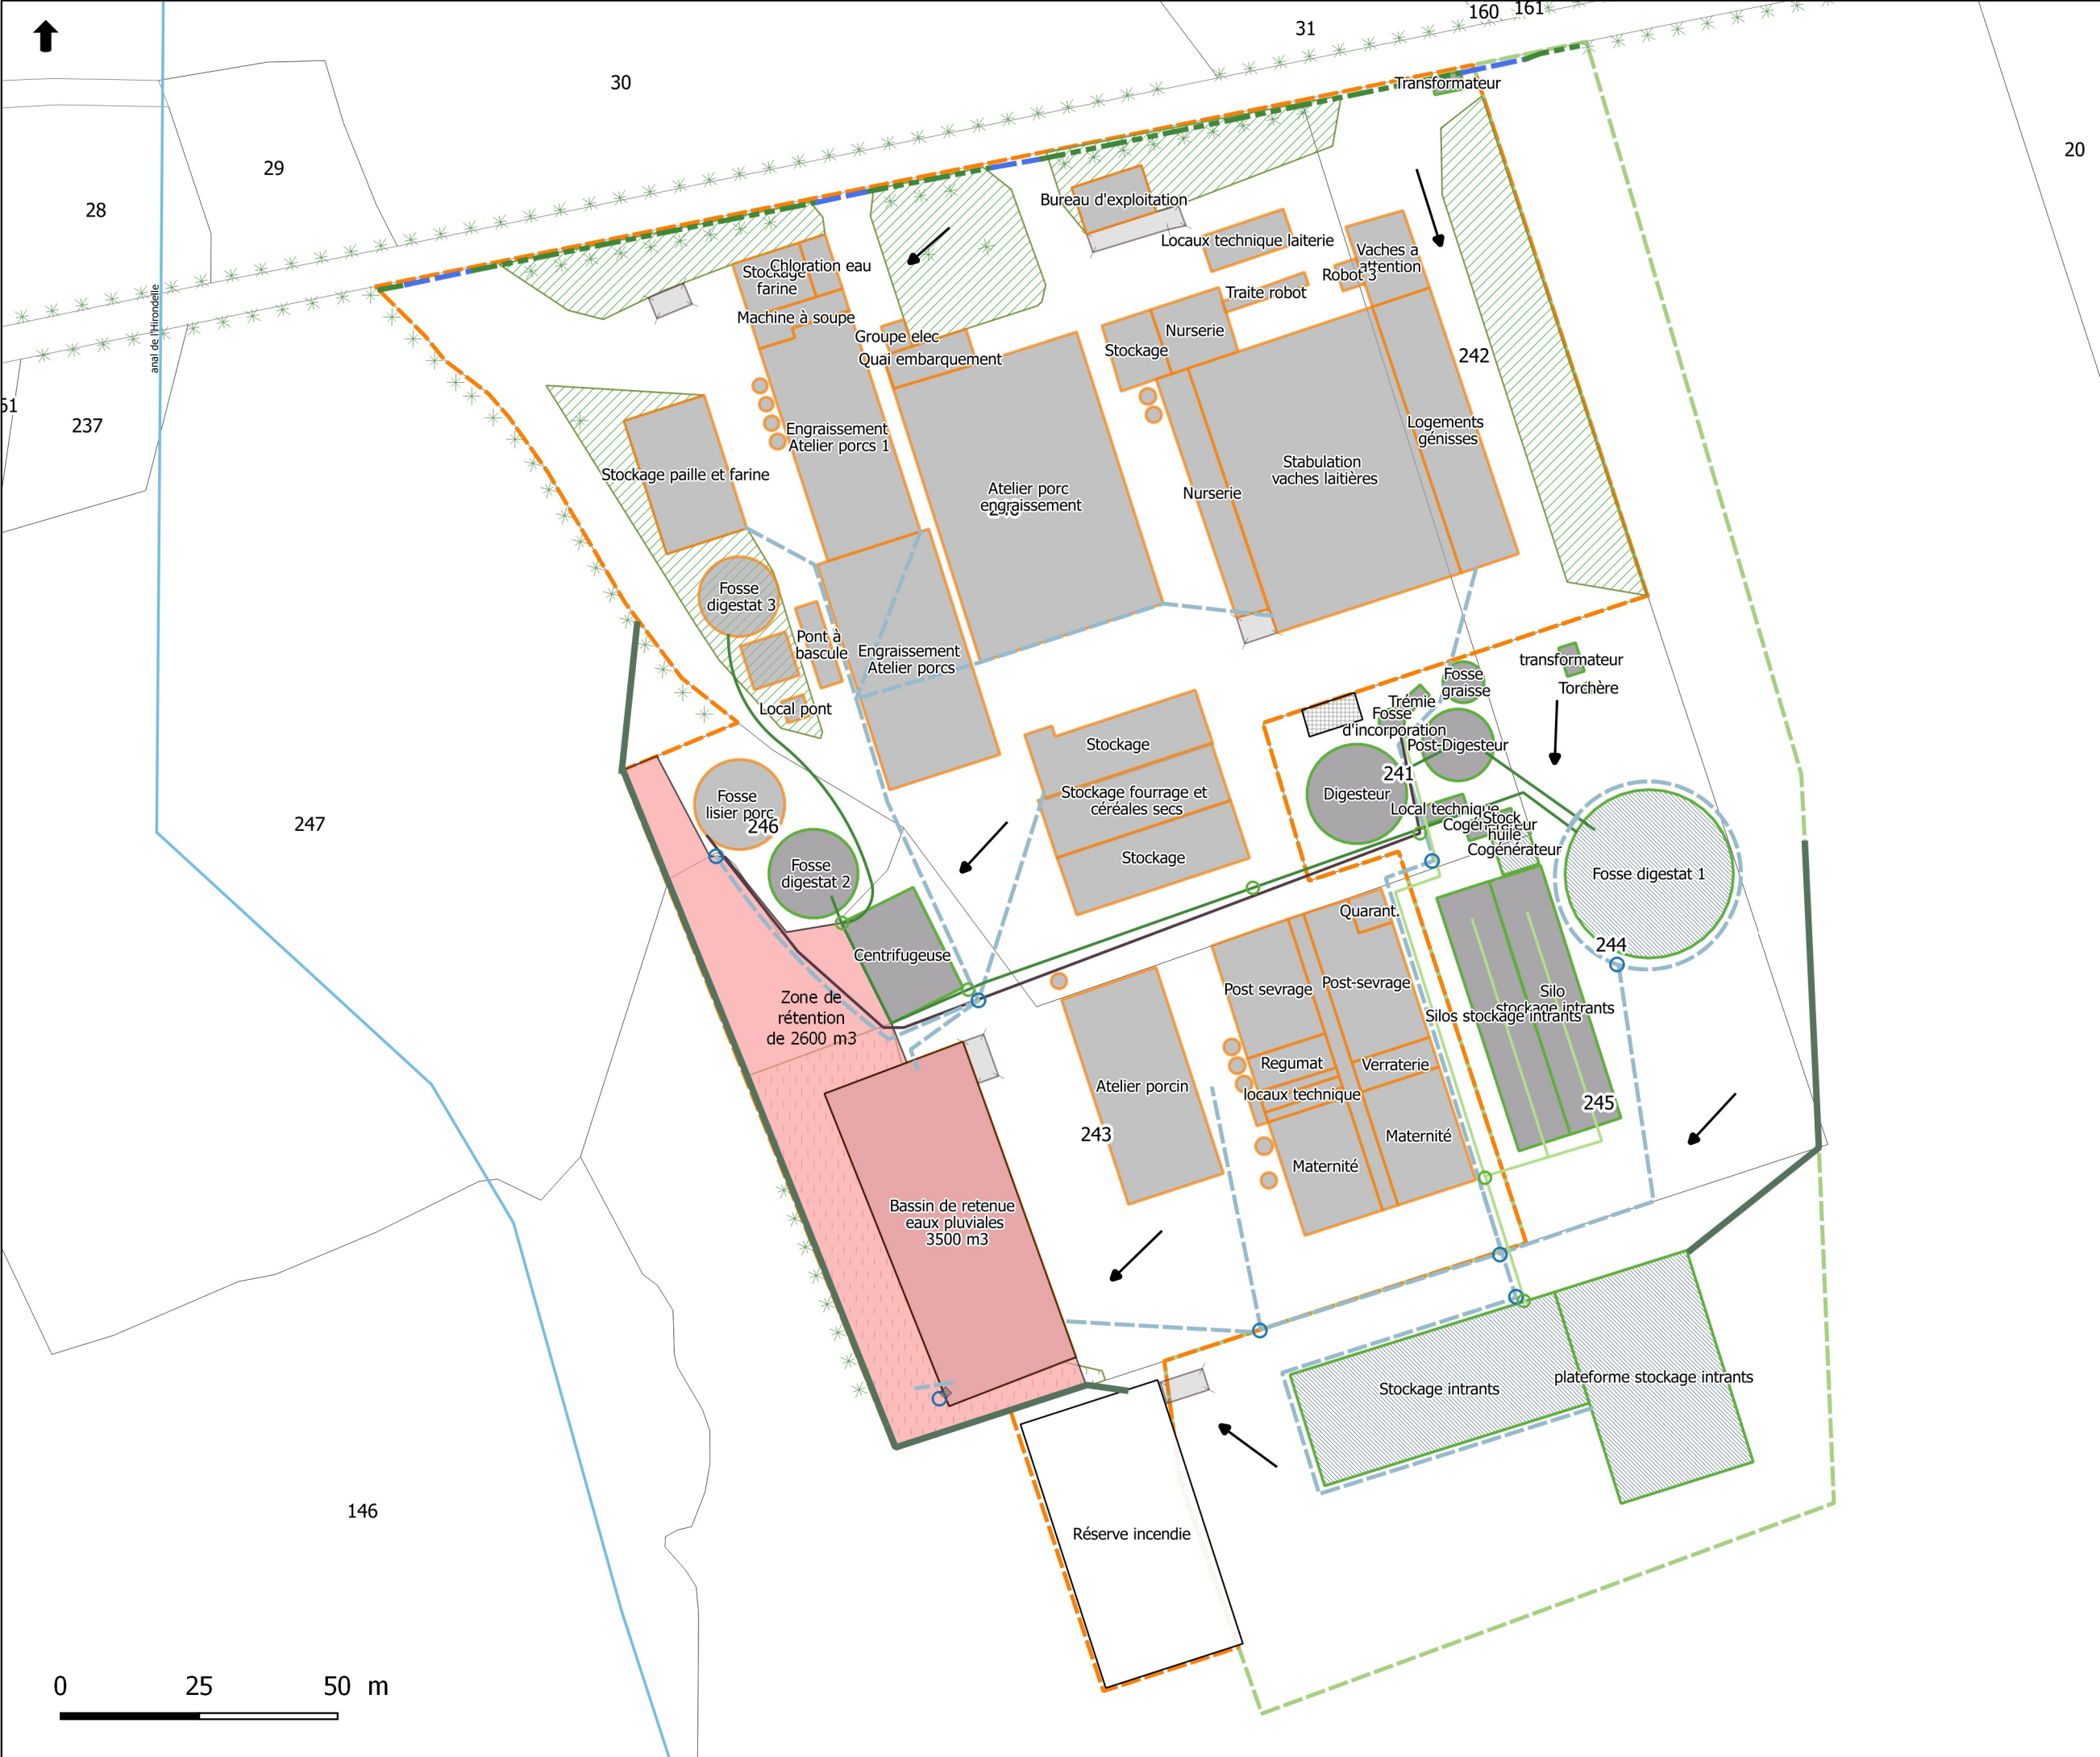 160
161
31
30
Transformateur
20
29
28
Bureau d'exploitation
Locaux technique laiterie
Vaches a
attention
Robot 3
Traite robot
Chloration eau
Stockage
farine
Machine à soupe
Groupe elec
Quai embarquement
Nurserie
Stockage
242
anal de l'Hirondelle
51
237
Engraissement
Atelier porcs 1
Logements
génisses
Stockage paille et farine
Stabulation
vaches laitières
Atelier porc
engraissement
Nurserie
Fosse
digestat 3
Pont à
bascule
Engraissement
Atelier porcs
Local pont
transformateur
Torchère
Fosse
graisse
Trémie
Fosse
d'incorporation
Post-Digesteur
241
Digesteur
Stockage
Stockage fourrage et
céréales secs
Stockage
Local technique
Cogénérateur
Stock
huile
Cogénérateur
Fosse digestat 1
Fosse
lisier porc
246
247
Fosse
digestat 2
Centrifugeuse
Quarant.
244
Zone de
rétention
de 2600 m3
Post sevrage
Post-sevrage
Silo
stockage intrants
Silos stockage intrants
Regumat
Verraterie
locaux technique
Atelier porcin
245
243
Maternité
Maternité
Bassin de retenue
eaux pluviales
3500 m3
Stockage intrants
plateforme stockage intrants
146
Réserve incendie
0 25 50 m